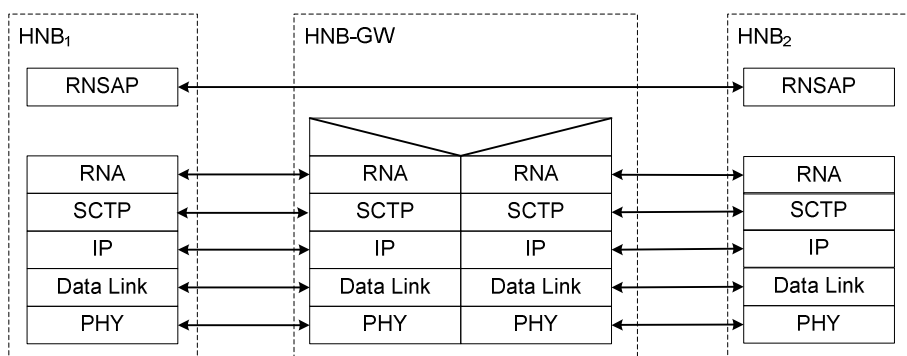 HNB₁ HNB-GW HNB₂
RNSAP RNSAP
RNA RNA RNA RNA
SCTP SCTP SCTP SCTP
IP IP IP IP
Data Link Data Link Data Link Data Link
PHY PHY PHY PHY